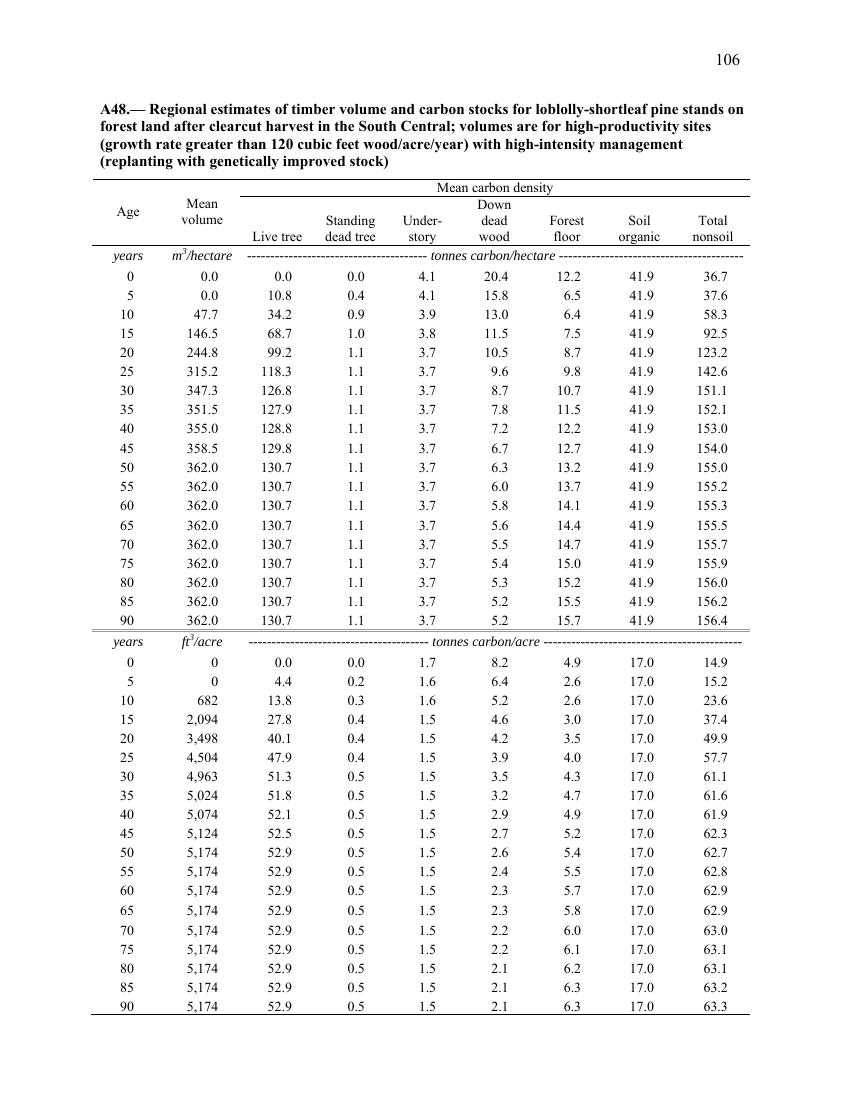 106
A48.— Regional estimates of timber volume and carbon stocks for loblolly-shortleaf pine stands on
forest land after clearcut harvest in the South Central; volumes are for high-productivity sites
(growth rate greater than 120 cubic feet wood/acre/year) with high-intensity management
(replanting with genetically improved stock)
Mean carbon density
Age Mean volume Live tree Standing dead tree Under-story Down dead wood Forest floor Soil organic Total nonsoil
years m³/hectare ---------------------------------------- tonnes carbon/hectare ----------------------------------------
0 0.0 0.0 0.0 4.1 20.4 12.2 41.9 36.7
5 0.0 10.8 0.4 4.1 15.8 6.5 41.9 37.6
10 47.7 34.2 0.9 3.9 13.0 6.4 41.9 58.3
15 146.5 68.7 1.0 3.8 11.5 7.5 41.9 92.5
20 244.8 99.2 1.1 3.7 10.5 8.7 41.9 123.2
25 315.2 118.3 1.1 3.7 9.6 9.8 41.9 142.6
30 347.3 126.8 1.1 3.7 8.7 10.7 41.9 151.1
35 351.5 127.9 1.1 3.7 7.8 11.5 41.9 152.1
40 355.0 128.8 1.1 3.7 7.2 12.2 41.9 153.0
45 358.5 129.8 1.1 3.7 6.7 12.7 41.9 154.0
50 362.0 130.7 1.1 3.7 6.3 13.2 41.9 155.0
55 362.0 130.7 1.1 3.7 6.0 13.7 41.9 155.2
60 362.0 130.7 1.1 3.7 5.8 14.1 41.9 155.3
65 362.0 130.7 1.1 3.7 5.6 14.4 41.9 155.5
70 362.0 130.7 1.1 3.7 5.5 14.7 41.9 155.7
75 362.0 130.7 1.1 3.7 5.4 15.0 41.9 155.9
80 362.0 130.7 1.1 3.7 5.3 15.2 41.9 156.0
85 362.0 130.7 1.1 3.7 5.2 15.5 41.9 156.2
90 362.0 130.7 1.1 3.7 5.2 15.7 41.9 156.4
years ft³/acre ---------------------------------------- tonnes carbon/acre ----------------------------------------
0 0 0.0 0.0 1.7 8.2 4.9 17.0 14.9
5 0 4.4 0.2 1.6 6.4 2.6 17.0 15.2
10 682 13.8 0.3 1.6 5.2 2.6 17.0 23.6
15 2,094 27.8 0.4 1.5 4.6 3.0 17.0 37.4
20 3,498 40.1 0.4 1.5 4.2 3.5 17.0 49.9
25 4,504 47.9 0.4 1.5 3.9 4.0 17.0 57.7
30 4,963 51.3 0.5 1.5 3.5 4.3 17.0 61.1
35 5,024 51.8 0.5 1.5 3.2 4.7 17.0 61.6
40 5,074 52.1 0.5 1.5 2.9 4.9 17.0 61.9
45 5,124 52.5 0.5 1.5 2.7 5.2 17.0 62.3
50 5,174 52.9 0.5 1.5 2.6 5.4 17.0 62.7
55 5,174 52.9 0.5 1.5 2.4 5.5 17.0 62.8
60 5,174 52.9 0.5 1.5 2.3 5.7 17.0 62.9
65 5,174 52.9 0.5 1.5 2.3 5.8 17.0 62.9
70 5,174 52.9 0.5 1.5 2.2 6.0 17.0 63.0
75 5,174 52.9 0.5 1.5 2.2 6.1 17.0 63.1
80 5,174 52.9 0.5 1.5 2.1 6.2 17.0 63.1
85 5,174 52.9 0.5 1.5 2.1 6.3 17.0 63.2
90 5,174 52.9 0.5 1.5 2.1 6.3 17.0 63.3